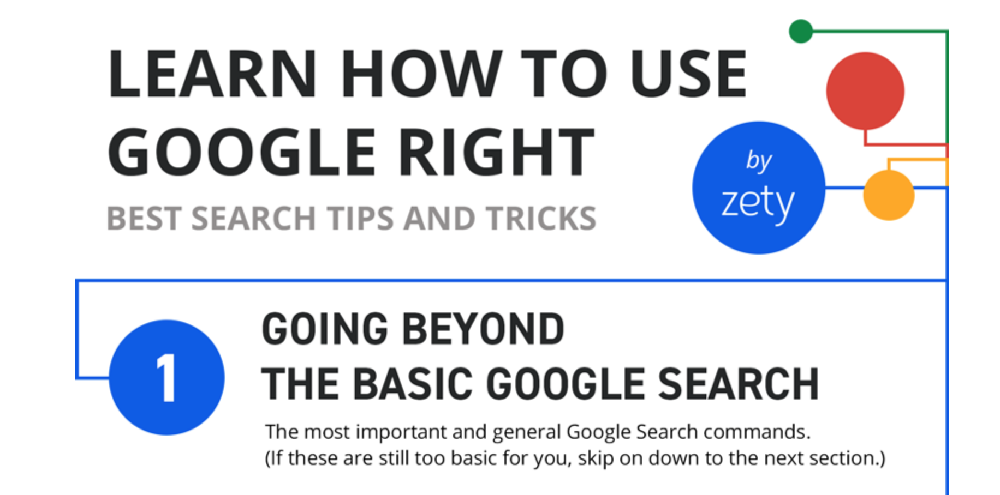 LEARN HOW TO USE
GOOGLE RIGHT
BEST SEARCH TIPS AND TRICKS
by
zety
1
GOING BEYOND
THE BASIC GOOGLE SEARCH
The most important and general Google Search commands.
(If these are still too basic for you, skip on down to the next section.)